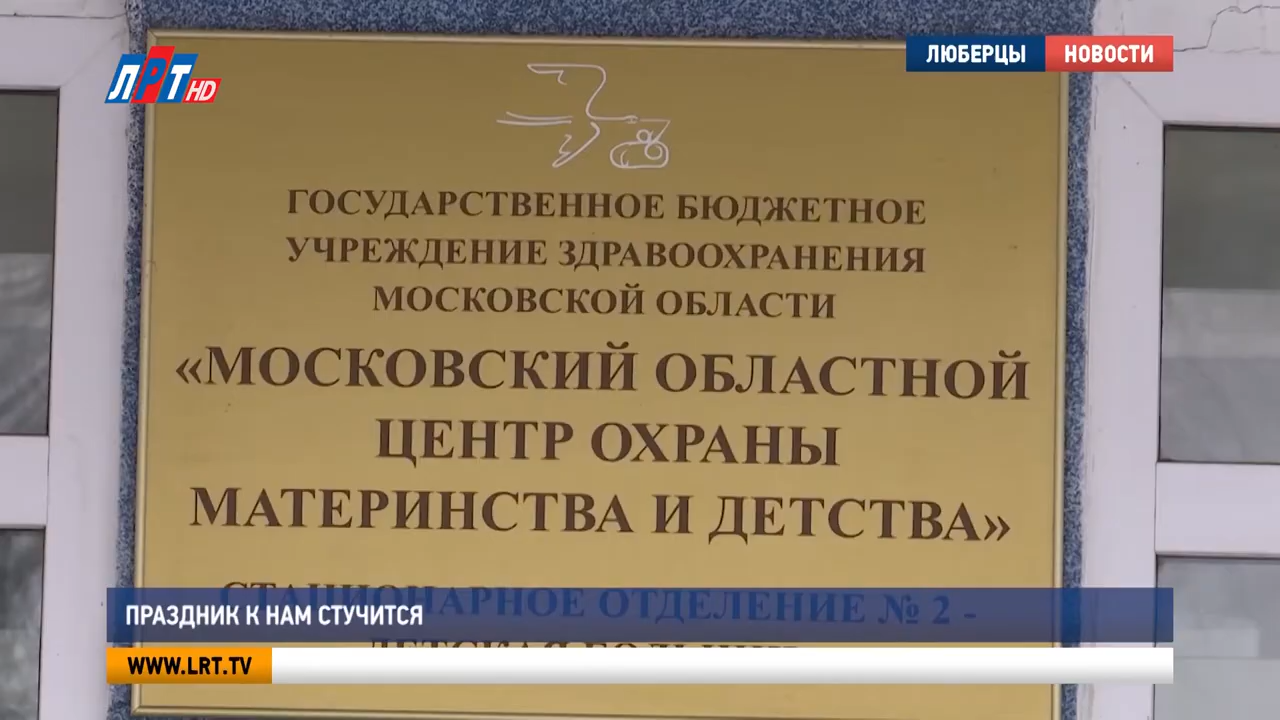 ЛРТ HD
ЛЮБЕРЦЫ НОВОСТИ
ГОСУДАРСТВЕННОЕ БЮДЖЕТНОЕ
УЧРЕЖДЕНИЕ ЗДРАВООХРАНЕНИЯ
МОСКОВСКОЙ ОБЛАСТИ
«МОСКОВСКИЙ ОБЛАСТНОЙ
ЦЕНТР ОХРАНЫ
МАТЕРИНСТВА И ДЕТСТВА»
СТАЦИОНАРНОЕ ОТДЕЛЕНИЕ № 2 -
ПРАЗДНИК К НАМ СТУЧИТСЯ
WWW.LRT.TV